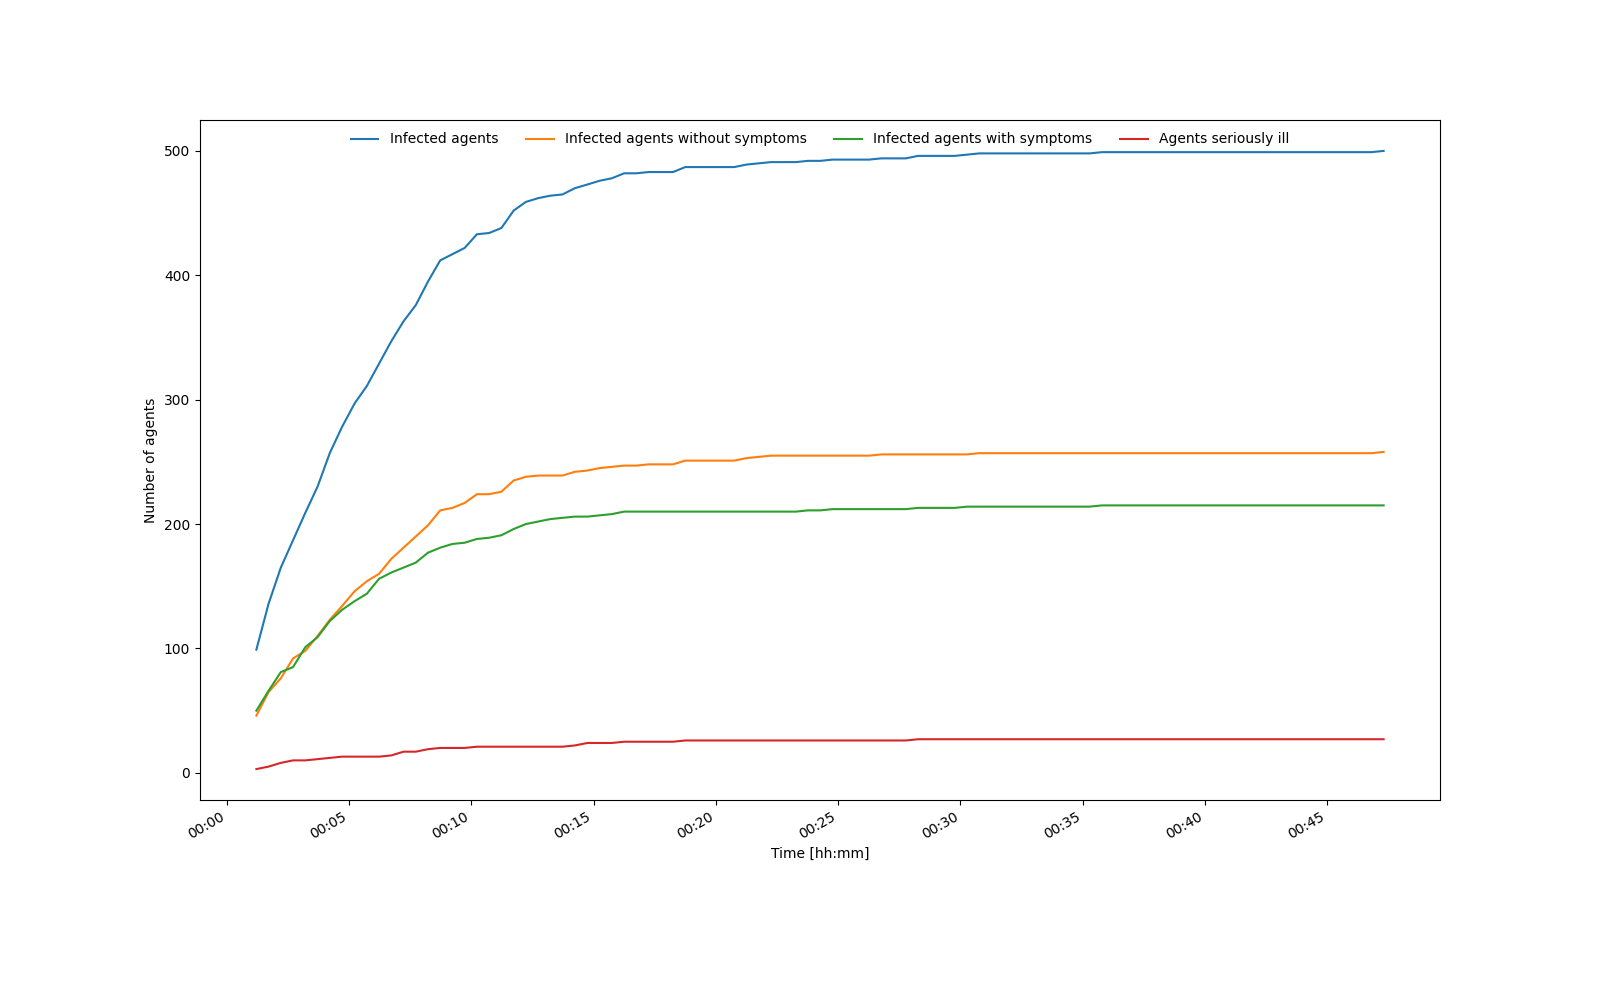 Infected agents Infected agents without symptoms Infected agents with symptoms Agents seriously ill
500
400
300
200
100
0
Number of agents
00:00 00:05 00:10 00:15 00:20 00:25 00:30 00:35 00:40 00:45
Time [hh:mm]